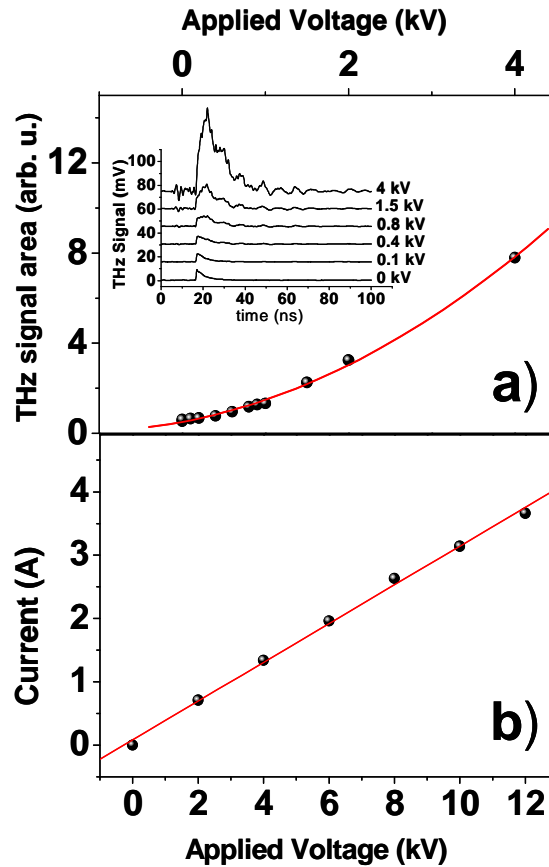 Applied Voltage (kV)
0 2 4
THz signal area (arb. u.)
12
8
4
0
THz Signal (mV)
100
80
60
40
20
0
4 kV
1.5 kV
0.8 kV
0.4 kV
0.1 kV
0 kV
0 20 40 60 80 100
time (ns)
a)
Current (A)
4
3
2
1
0
b)
0 2 4 6 8 10 12
Applied Voltage (kV)